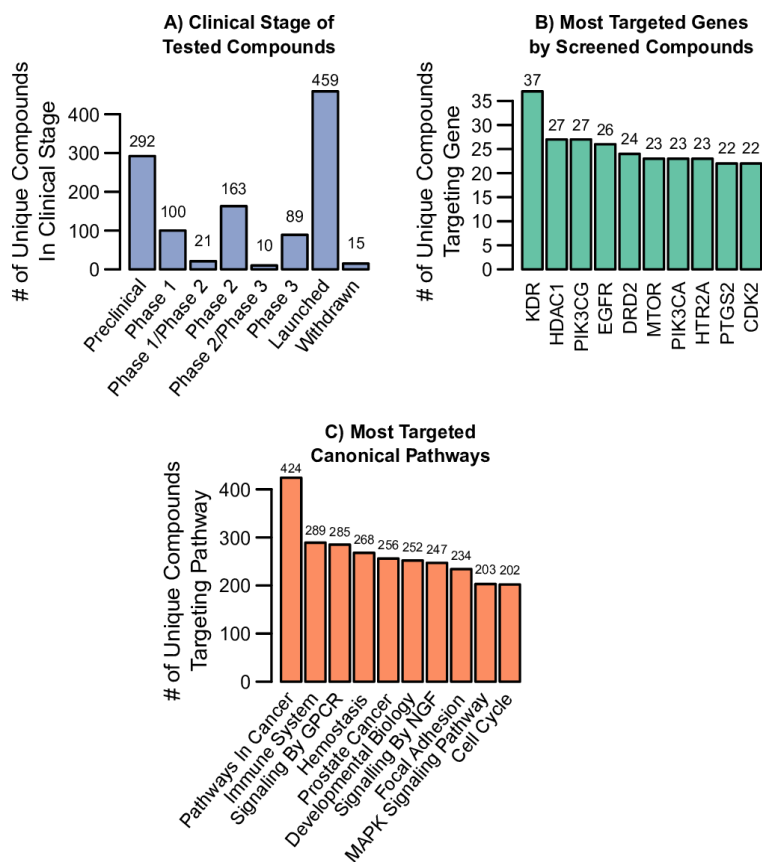 A) Clinical Stage of
Tested Compounds
# of Unique Compounds
In Clinical Stage
400
300
200
100
0
292
100
21
163
10
89
459
15
Preclinical
Phase 1
Phase 1/Phase 2
Phase 2
Phase 2/Phase 3
Phase 3
Launched
Withdrawn
B) Most Targeted Genes
by Screened Compounds
# of Unique Compounds
Targeting Gene
35
30
25
20
15
10
5
0
37
27
27
26
24
23
23
23
22
22
KDR
HDAC1
PIK3CG
EGFR
DRD2
MTOR
PIK3CA
HTR2A
PTGS2
CDK2
C) Most Targeted
Canonical Pathways
# of Unique Compounds
Targeting Pathway
400
300
200
100
0
424
289
285
268
256
252
247
234
203
202
Pathways In Cancer
Immune System
Signaling By GPCR
Hemostasis
Prostate Cancer
Developmental Biology
Signalling By NGF
Focal Adhesion
MAPK Signaling Pathway
Cell Cycle